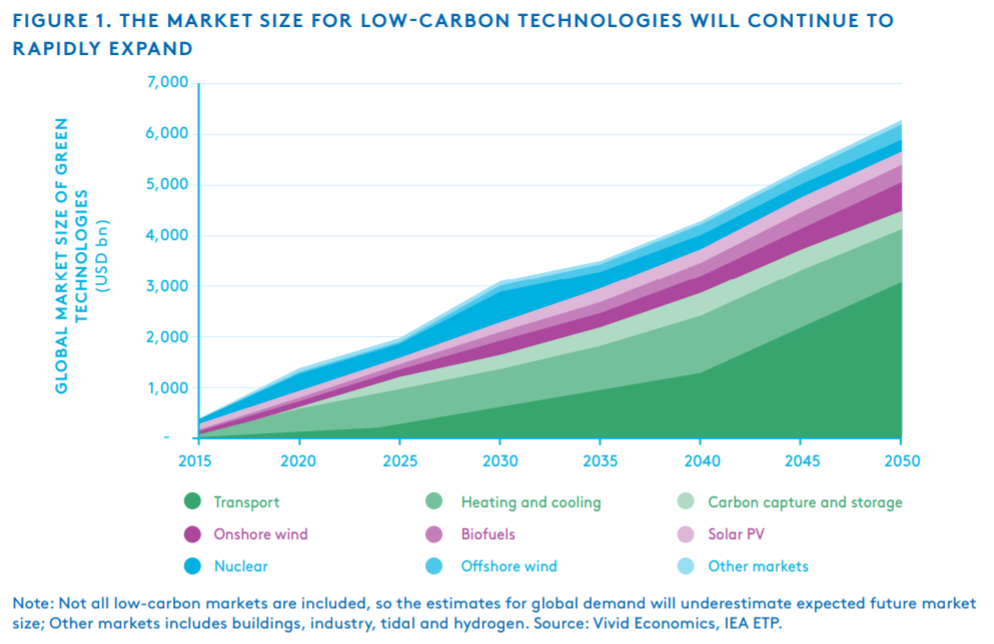 FIGURE 1. THE MARKET SIZE FOR LOW-CARBON TECHNOLOGIES WILL CONTINUE TO
RAPIDLY EXPAND
GLOBAL MARKET SIZE OF GREEN
TECHNOLOGIES
(USD bn)
7,000
6,000
5,000
4,000
3,000
2,000
1,000
-
2015 2020 2025 2030 2035 2040 2045 2050
Transport Heating and cooling Carbon capture and storage
Onshore wind Biofuels Solar PV
Nuclear Offshore wind Other markets
Note: Not all low-carbon markets are included, so the estimates for global demand will underestimate expected future market
size; Other markets includes buildings, industry, tidal and hydrogen. Source: Vivid Economics, IEA ETP.